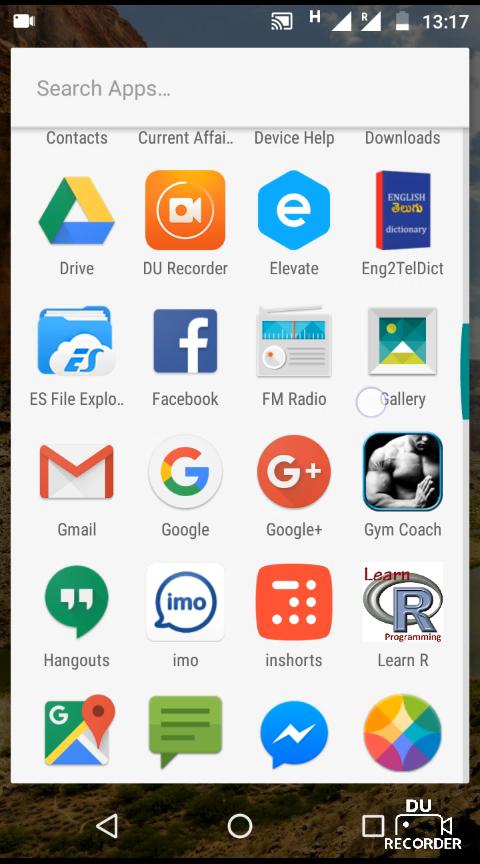 H R 13:17
Search Apps...
Contacts Current Affai.. Device Help Downloads
ENGLISH
తెలుగు
dictionary
Drive DU Recorder Elevate Eng2TelDict
ES
ES File Explo.. Facebook FM Radio Gallery
G+
Gmail Google Google+ Gym Coach
imo
Learn
R
Programming
Hangouts imo inshorts Learn R
G
DU
RECORDER